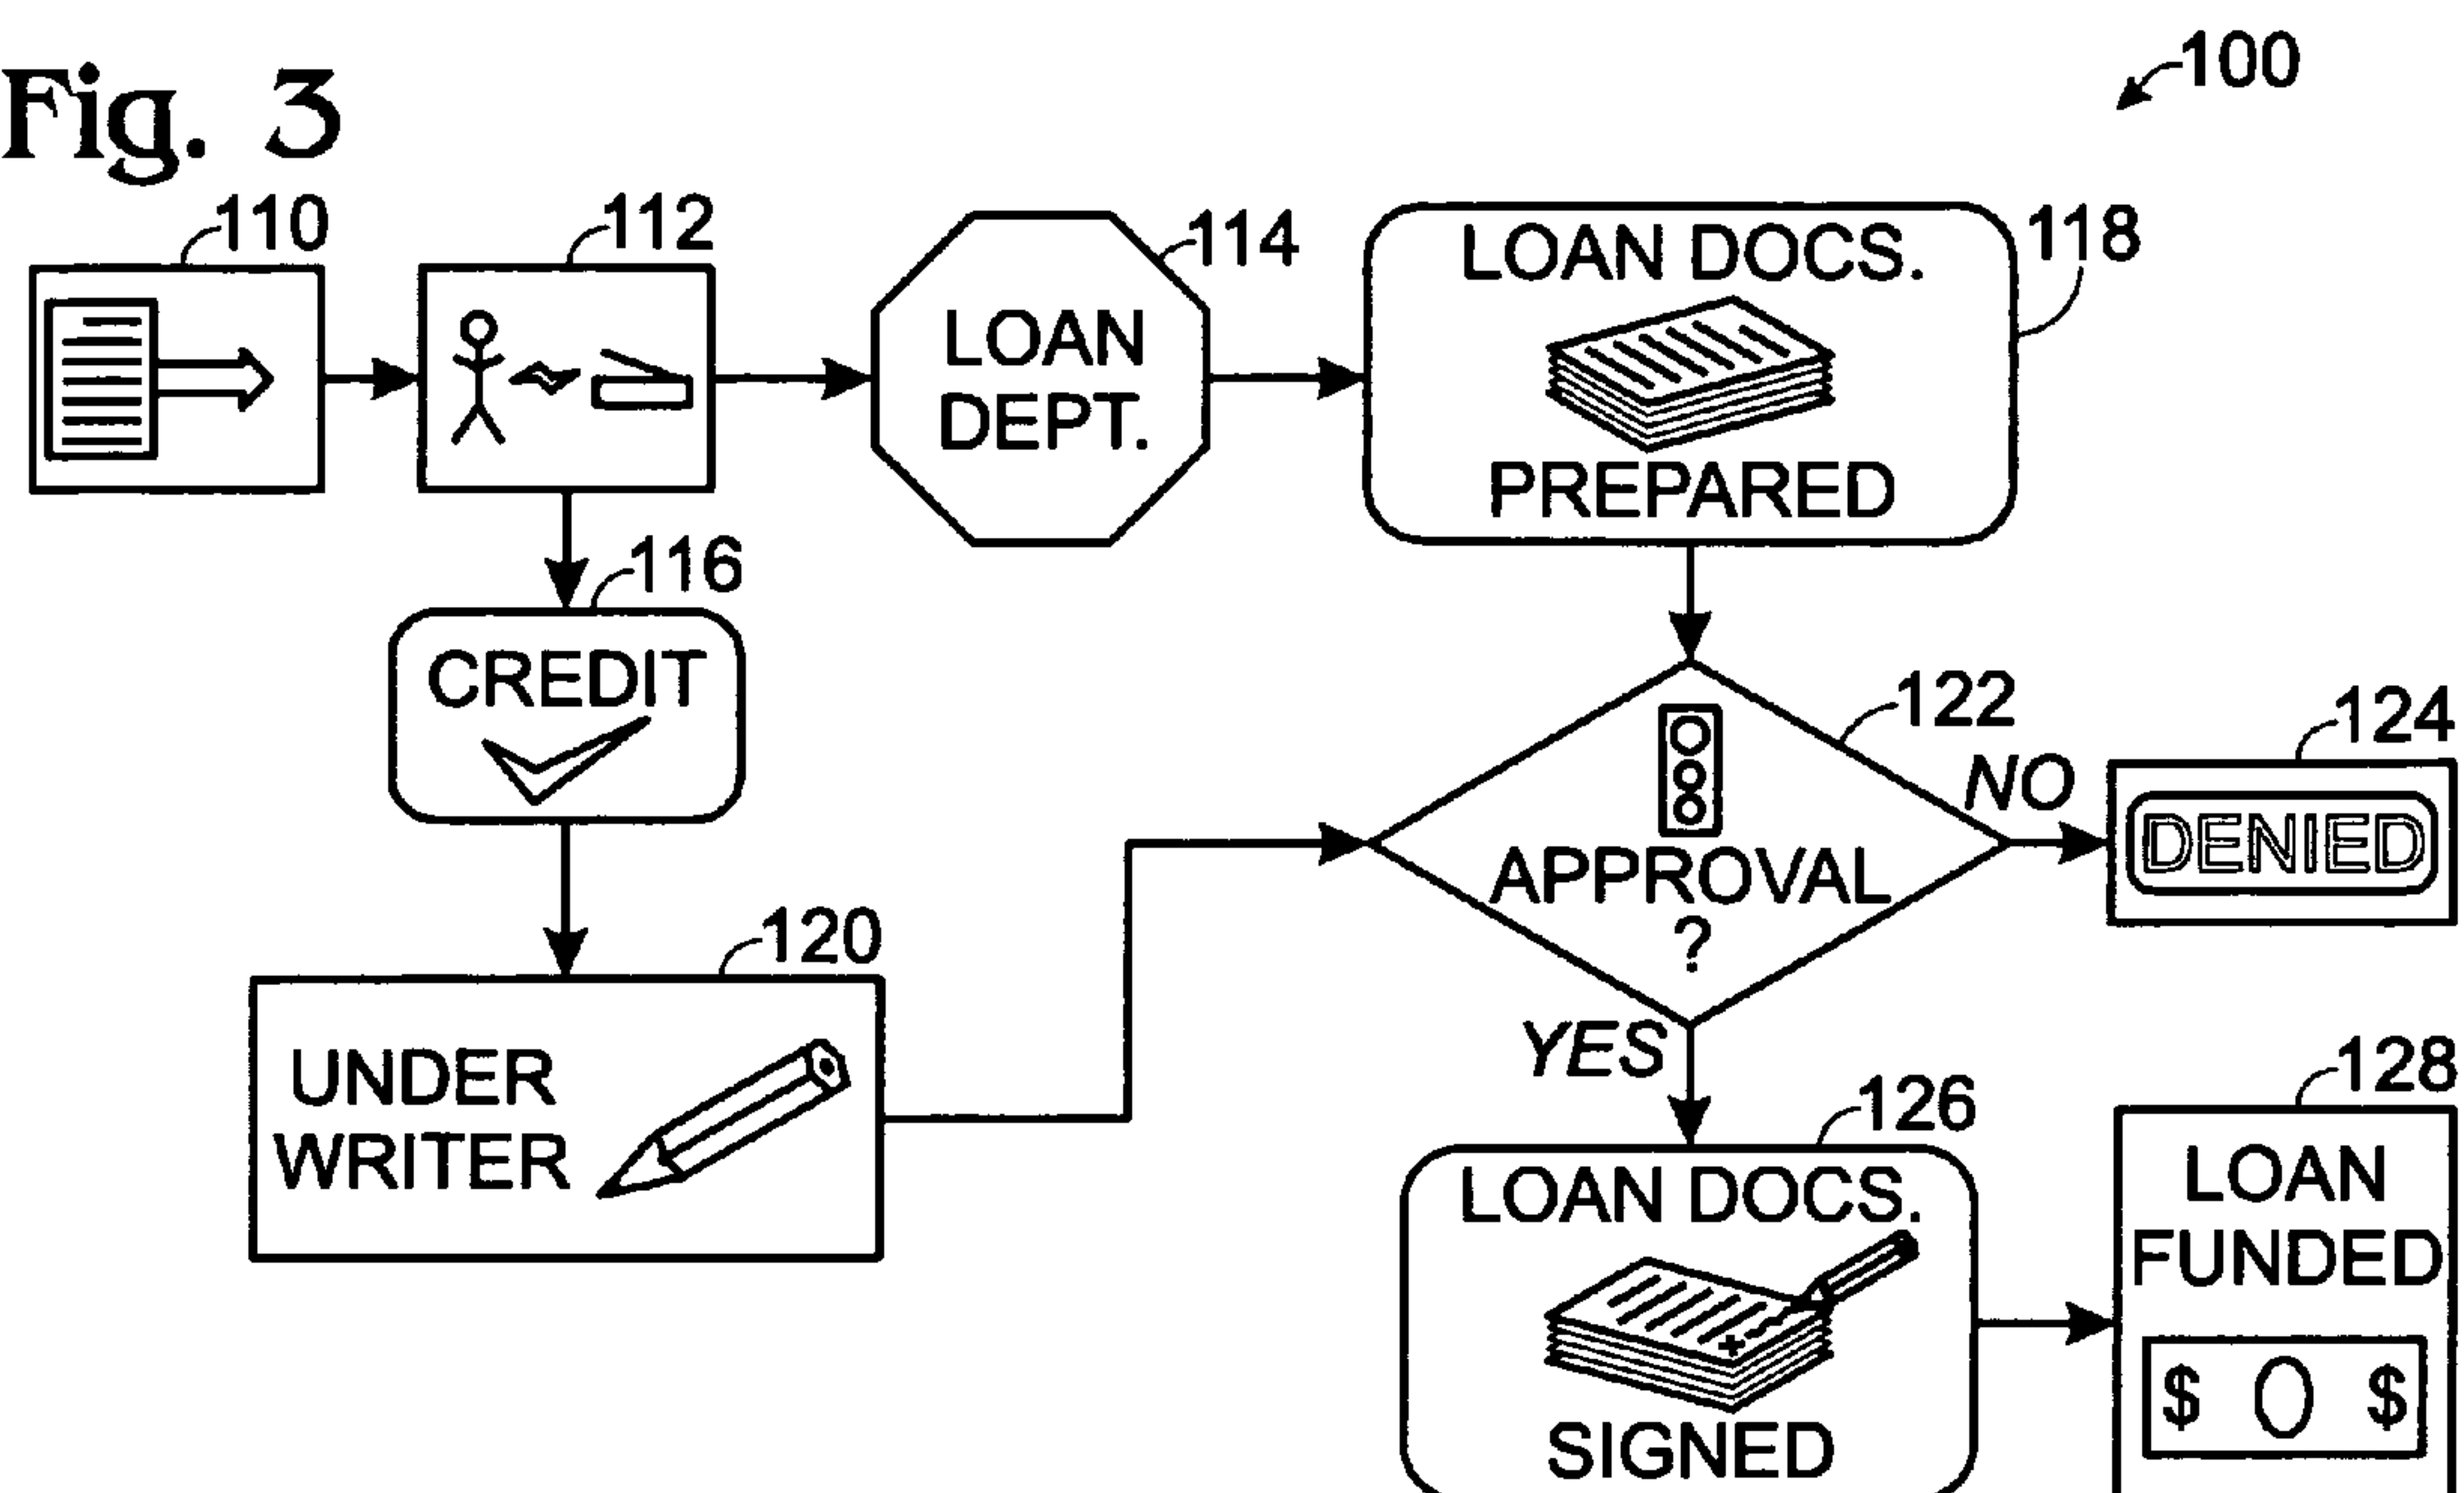 Fig. 3
100
110
112
114
118
LOAN
DEPT.
LOAN DOCS.
PREPARED
116
CREDIT
122
124
NO
DENIED
APPROVAL
?
120
UNDER
WRITER
YES
126
128
LOAN DOCS.
SIGNED
LOAN
FUNDED
$ 0 $